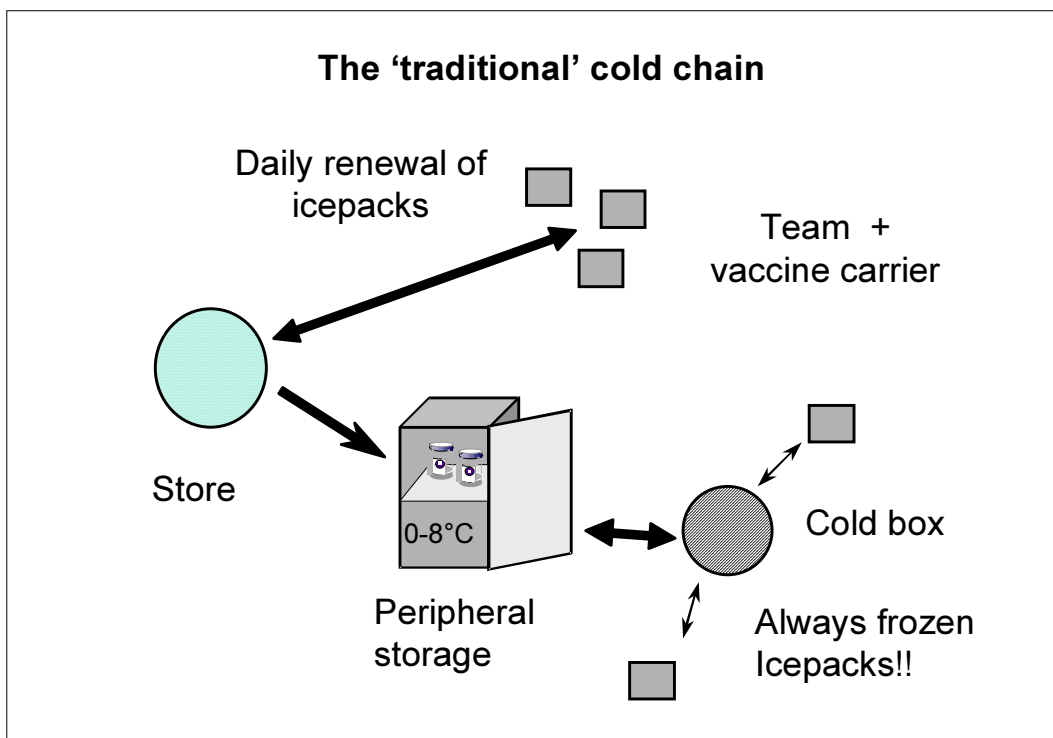 The ‘traditional’ cold chain
Daily renewal of
icepacks
Team +
vaccine carrier
Store
0-8°C
Peripheral
storage
Cold box
Always frozen
Icepacks!!